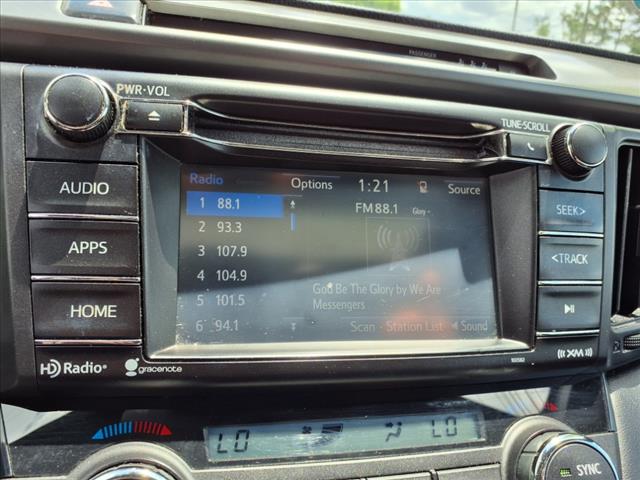 PASSENGER
PWR·VOL
TUNE·SCROLL
Radio Options 1:21 Source
1 88.1
FM 88.1 Glory -
2 93.3
3 107.9
4 104.9
5 101.5
6 94.1
God Be The Glory by We Are
Messengers
Scan Station List Sound
AUDIO
APPS
HOME
SEEK>
<TRACK
HD Radio®
gracenote
100582
((XM))
LO LO
SYNC